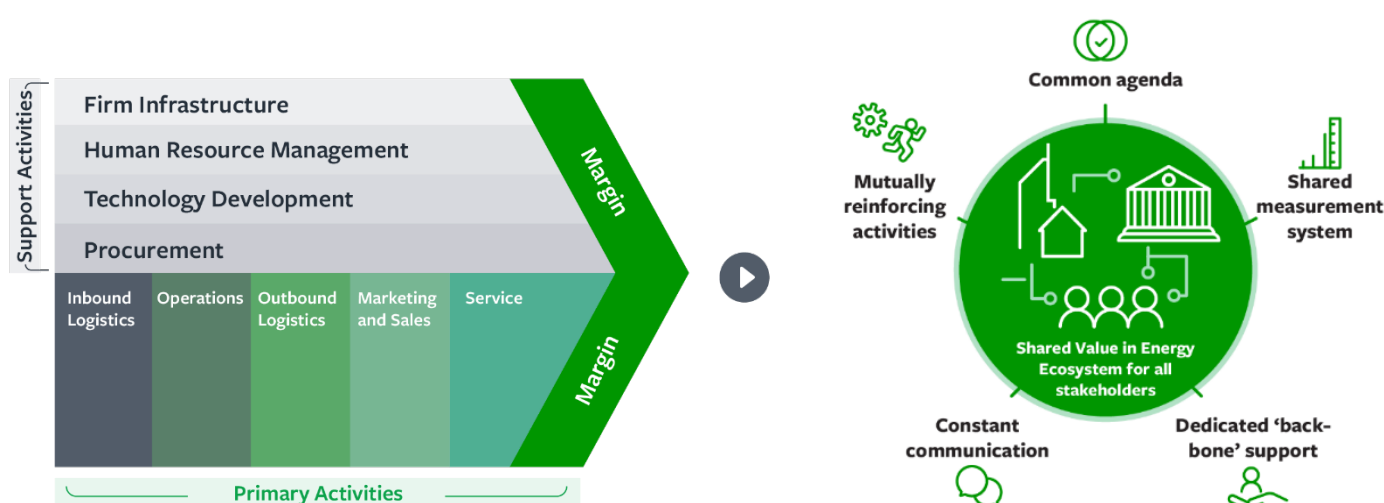 Support Activities
Firm Infrastructure
Human Resource Management
Technology Development
Procurement
Inbound
Logistics
Operations
Outbound
Logistics
Marketing
and Sales
Service
Margin
Margin
Primary Activities
Common agenda
Mutually
reinforcing
activities
Shared
measurement
system
Shared Value in Energy
Ecosystem for all
stakeholders
Constant
communication
Dedicated ‘back-
bone’ support